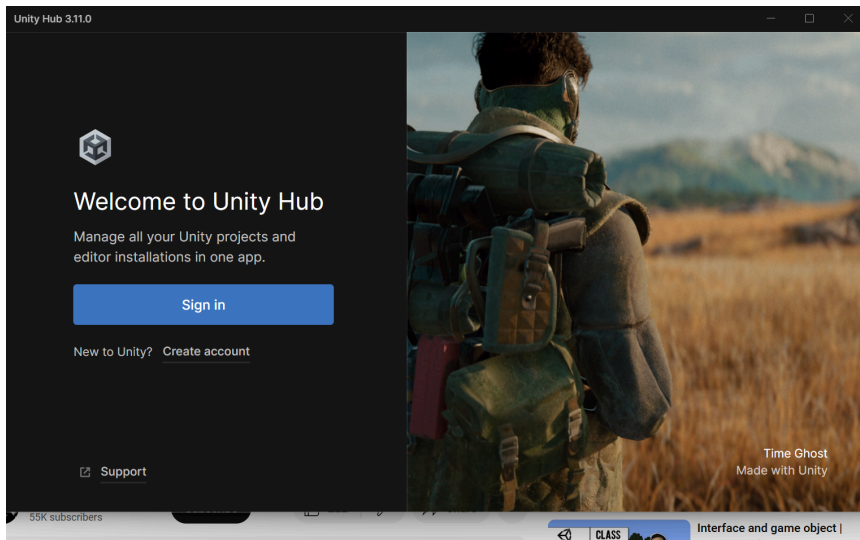 Unity Hub 3.11.0
Welcome to Unity Hub
Manage all your Unity projects and
editor installations in one app.
Sign in
New to Unity? Create account
Support
Time Ghost
Made with Unity
55K subscribers
CLASS
Interface and game object |